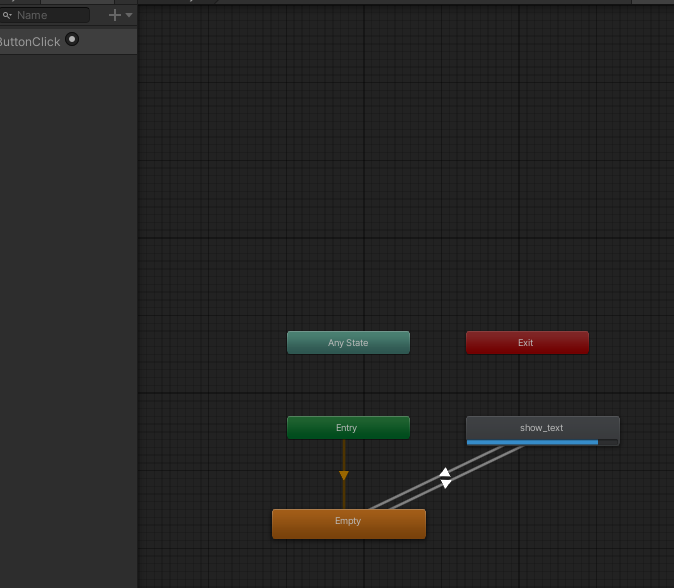 Name
ButtonClick
Any State
Exit
Entry
show_text
Empty